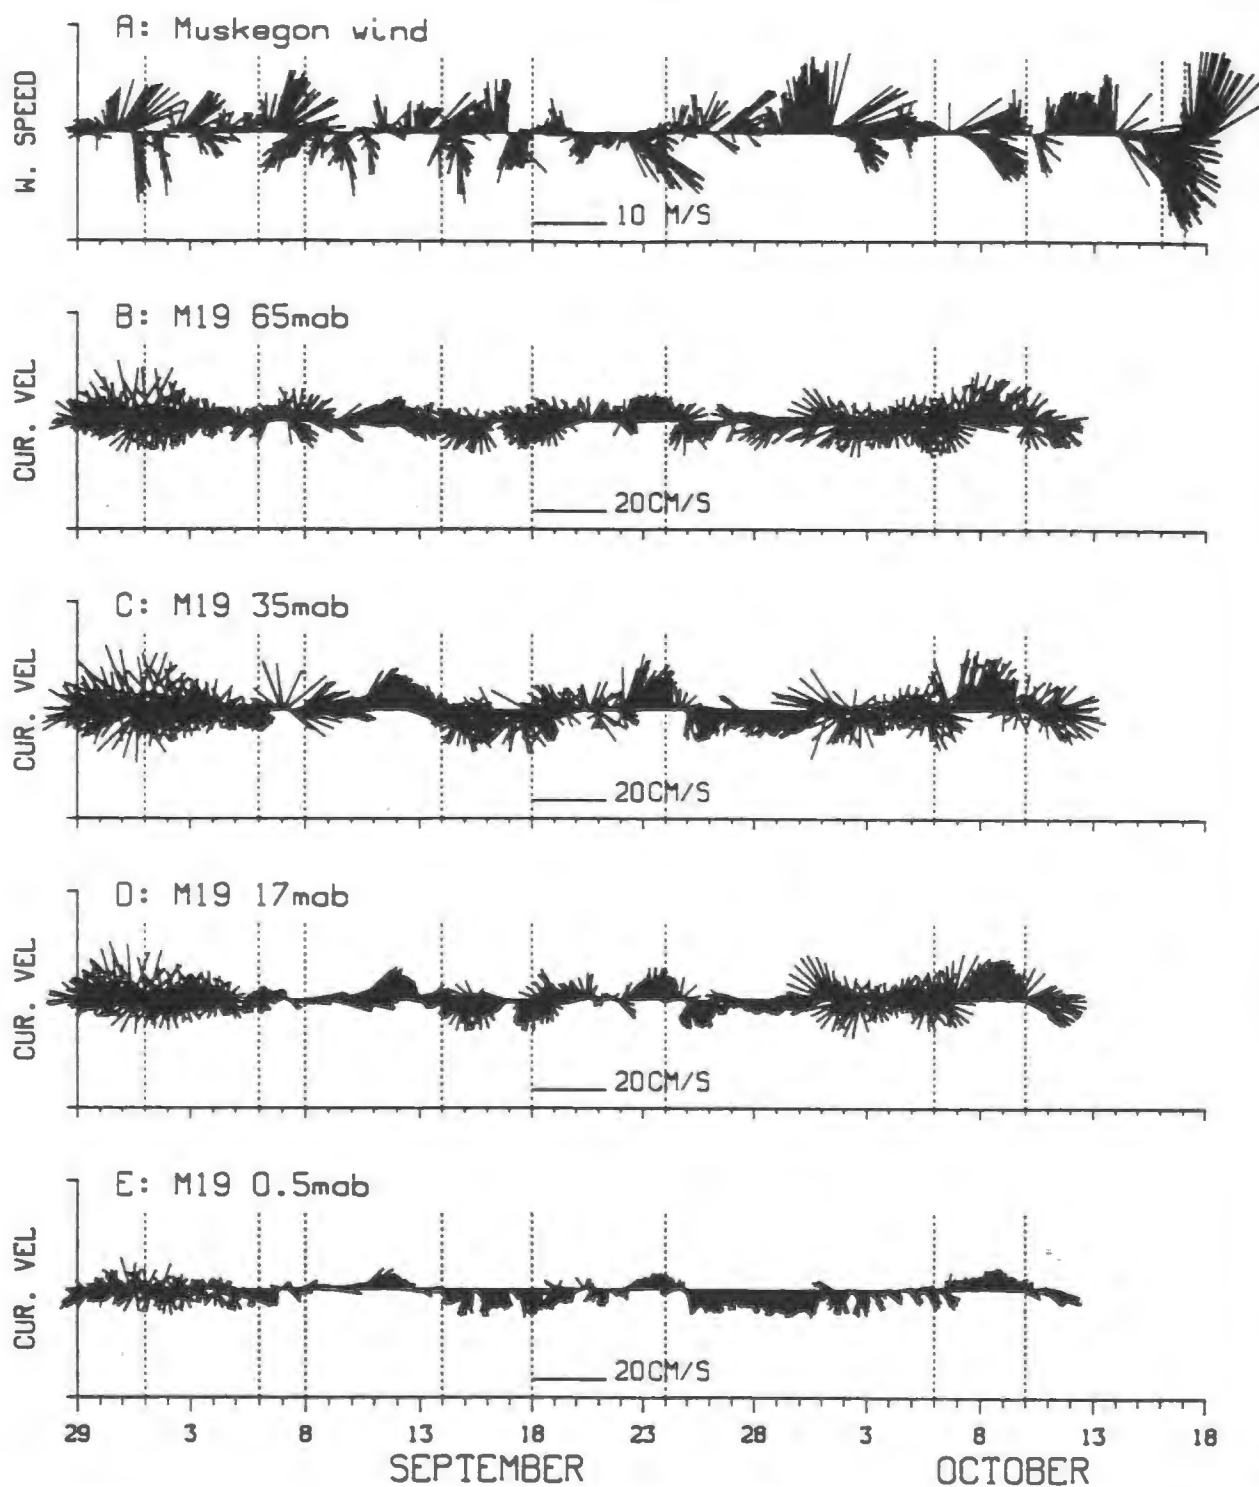 A: Muskegon wind
W. SPEED
10 M/S
B: M19 65mab
CUR. VEL
20CM/S
C: M19 35mab
CUR. VEL
20CM/S
D: M19 17mab
CUR. VEL
20CM/S
E: M19 0.5mab
CUR. VEL
20CM/S
29 3 8 13 18 23 28 3 8 13 18
SEPTEMBER OCTOBER